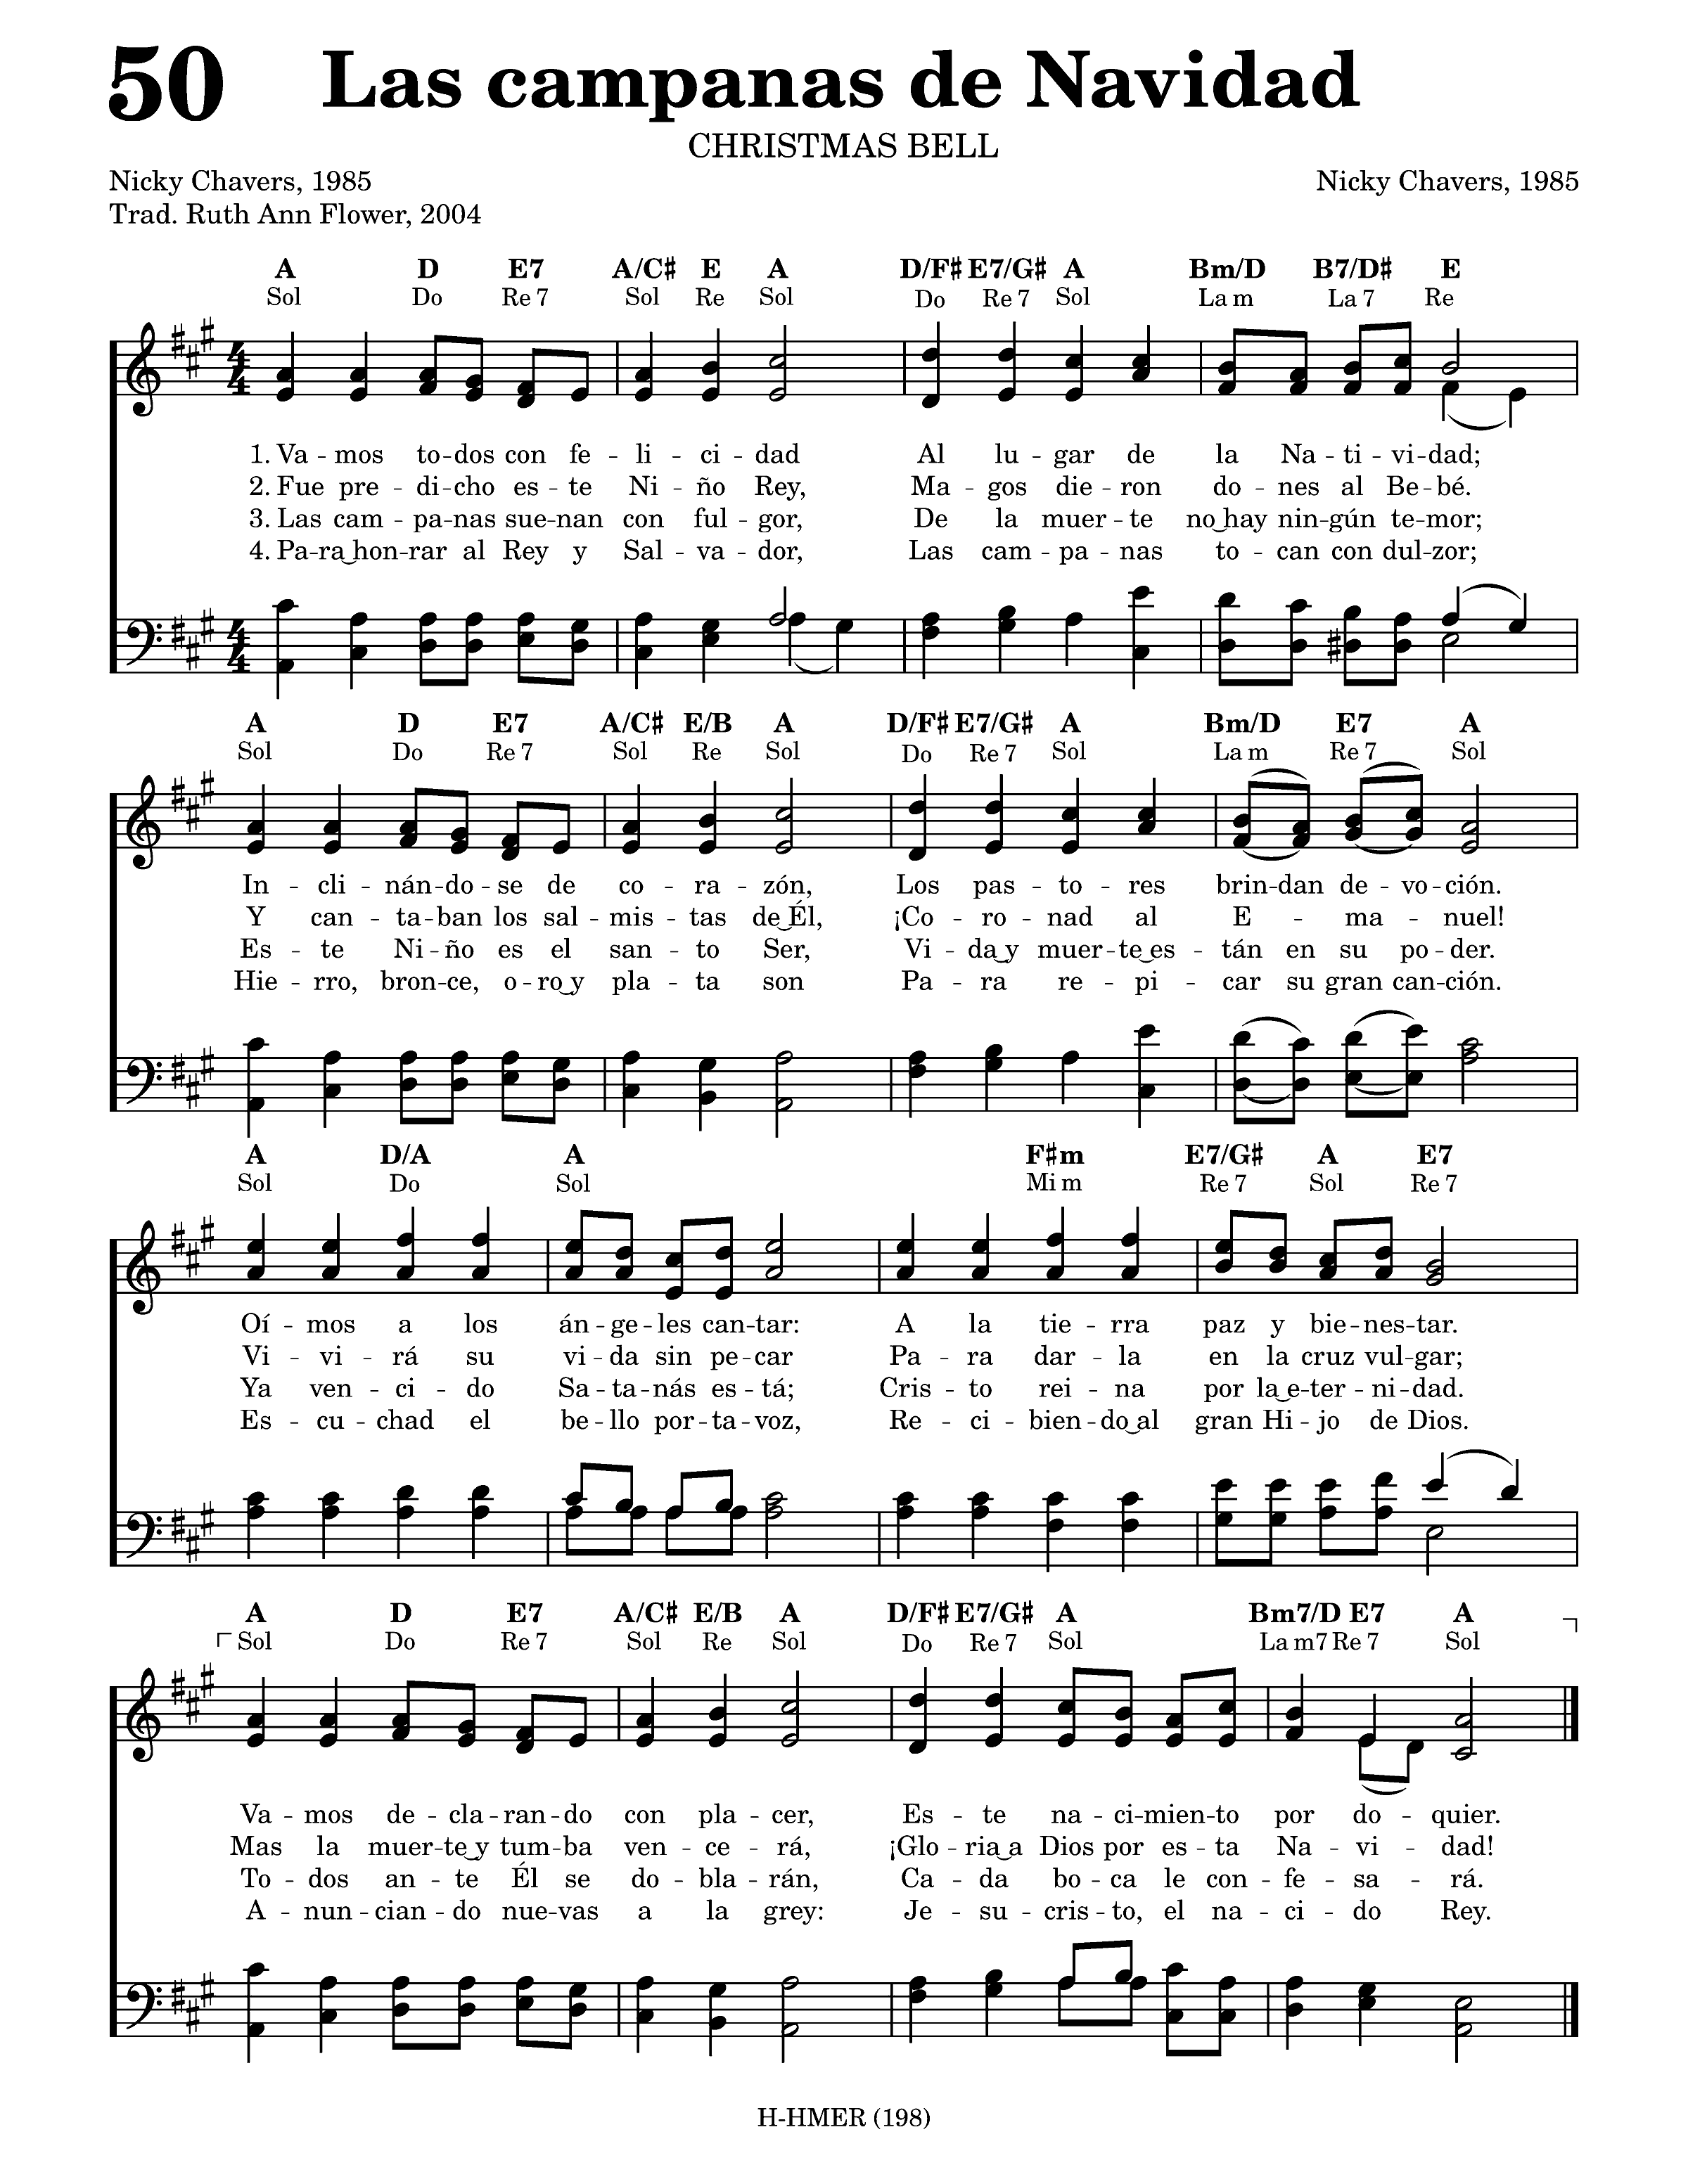 50 Las campanas de Navidad
CHRISTMAS BELL
Nicky Chavers, 1985 Nicky Chavers, 1985
Trad. Ruth Ann Flower, 2004
A D E7 A/C♯ E A D/F♯ E7/G♯ A Bm/D B7/D♯ E
Sol Do Re 7 Sol Re Sol Do Re 7 Sol La m La 7 Re
1. Va -- mos to -- dos con fe -- li -- ci -- dad Al lu -- gar de la Na -- ti -- vi -- dad;
2. Fue pre -- di -- cho es -- te Ni -- ño Rey, Ma -- gos die -- ron do -- nes al Be -- bé.
3. Las cam -- pa -- nas sue -- nan con ful -- gor, De la muer -- te no‿hay nin -- gún te -- mor;
4. Pa -- ra‿hon -- rar al Rey y Sal -- va -- dor, Las cam -- pa -- nas to -- can con dul -- zor;
A D E7 A/C♯ E/B A D/F♯ E7/G♯ A Bm/D E7 A
Sol Do Re 7 Sol Re Sol Do Re 7 Sol La m Re 7 Sol
In -- cli -- nán -- do -- se de co -- ra -- zón, Los pas -- to -- res brin -- dan de -- vo -- ción.
Y can -- ta -- ban los sal -- mis -- tas de‿Él, ¡Co -- ro -- nad al E -- ma -- nuel!
Es -- te Ni -- ño es el san -- to Ser, Vi -- da‿y muer -- te‿es -- tán en su po -- der.
Hie -- rro, bron -- ce, o -- ro‿y pla -- ta son Pa -- ra re -- pi -- car su gran can -- ción.
A D/A A F♯m E7/G♯ A E7
Sol Do Sol Mi m Re 7 Sol Re 7
Oí -- mos a los án -- ge -- les can -- tar: A la tie -- rra paz y bie -- nes -- tar.
Vi -- vi -- rá su vi -- da sin pe -- car Pa -- ra dar -- la en la cruz vul -- gar;
Ya ven -- ci -- do Sa -- ta -- nás es -- tá; Cris -- to rei -- na por la‿e -- ter -- ni -- dad.
Es -- cu -- chad el be -- llo por -- ta -- voz, Re -- ci -- bien -- do‿al gran Hi -- jo de Dios.
A D E7 A/C♯ E/B A D/F♯ E7/G♯ A Bm7/D E7 A
Sol Do Re 7 Sol Re Sol Do Re 7 Sol La m7 Re 7 Sol
Va -- mos de -- cla -- ran -- do con pla -- cer, Es -- te na -- ci -- mien -- to por do -- quier.
Mas la muer -- te‿y tum -- ba ven -- ce -- rá, ¡Glo -- ria‿a Dios por es -- ta Na -- vi -- dad!
To -- dos an -- te Él se do -- bla -- rán, Ca -- da bo -- ca le con -- fe -- sa -- rá.
A -- nun -- cian -- do nue -- vas a la grey: Je -- su -- cris -- to, el na -- ci -- do Rey.
H-HMER (198)